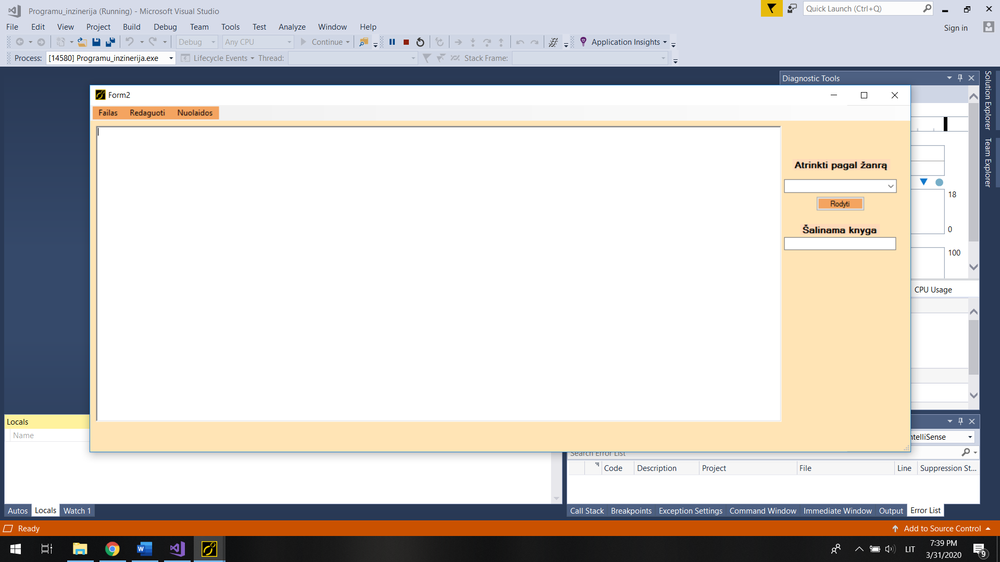 Programu_inzinerija (Running) - Microsoft Visual Studio
Quick Launch (Ctrl+Q)
File Edit View Project Build Debug Team Tools Test Analyze Window Help
Sign in
Debug Any CPU Continue Application Insights
Process: [14580] Programu_inzinerija.exe Lifecycle Events Thread: Stack Frame:
Diagnostic Tools
Solution Explorer
Team Explorer
Form2
Failas Redaguoti Nuolaidos
Atrinkti pagal žanrą
Rodyti
Šalinama knyga
18
0
100
CPU Usage
Locals
Name
ntelliSense
Search Error List
Code Description Project File Line Suppression St...
Autos Locals Watch 1
Call Stack Breakpoints Exception Settings Command Window Immediate Window Output Error List
Ready
Add to Source Control
LIT
7:39 PM
3/31/2020
9